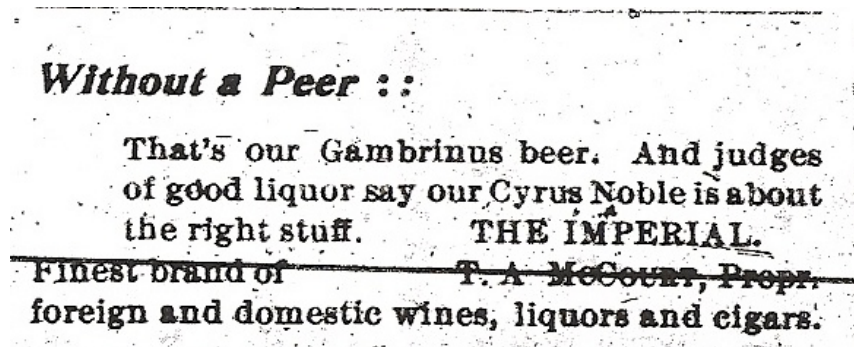 Without a Peer ::
That's our Gambrinus beer. And judges
of good liquor say our Cyrus Noble is about
the right stuff. THE IMPERIAL.
Finest brand of T. A McCourt, Propr.
foreign and domestic wines, liquors and cigars.